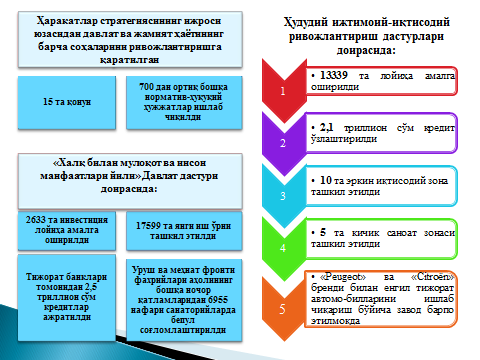 Ҳаракатлар стратегиясининг ижроси
юзасидан давлат ва жамият ҳаётининг
барча соҳаларини ривожлантиришга
қаратилган
15 та қонун
700 дан ортиқ бошқа
норматив-ҳуқуқий
ҳужжатлар ишлаб
чиқилди
«Халқ билан мулоқот ва инсон
манфаатлари йили» Давлат дастури
доирасида:
2633 та инвестиция
лойиҳа амалга
оширилди
17599 та янги иш ўрин
ташкил этилди
Тижорат банклари
томонидан 2,5
триллион сўм
кредитлар
ажратилди
Уруш ва меҳнат фронти
фахрийлари аҳолининг
бошқа ночор
қатламларидан 6955
нафари санаторийларда
бепул
соғломлаштирилди
Ҳудудий ижтимоий-иқтисодий
ривожлантириш дастурлари
доирасида:
1
• 13339 та лойиҳа амалга
оширилди
2
• 2,1 триллион сўм кредит
ўзлаштирилди
3
• 10 та эркин иқтисодий зона
ташкил этилди
4
• 5 та кичик саноат зонаси
ташкил этилди
5
• «Peugeot» ва «Citroën»
бренди билан енгил тижорат
автомо-билларини ишлаб
чиқариш бўйича завод барпо
этилмоқда